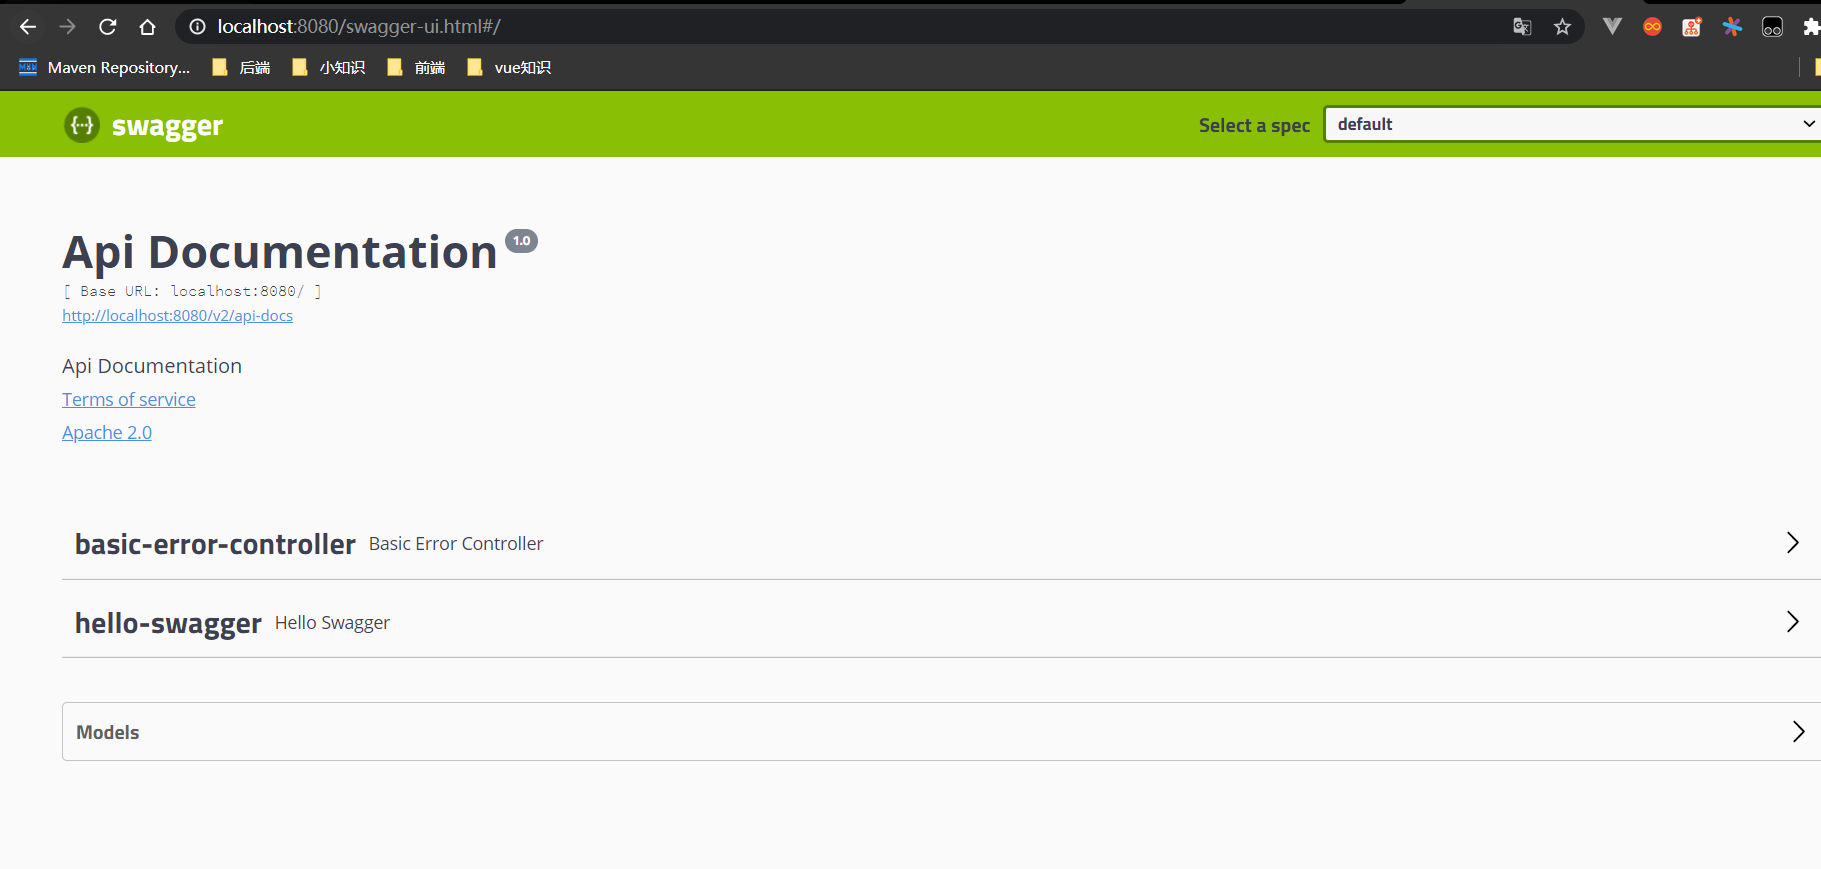 localhost:8080/swagger-ui.html#/
Maven Repository... 后端 小知识 前端 vue知识
{··} swagger Select a spec default
Api Documentation 1.0
[ Base URL: localhost:8080/ ]
http://localhost:8080/v2/api-docs
Api Documentation
Terms of service
Apache 2.0
basic-error-controller Basic Error Controller
hello-swagger Hello Swagger
Models